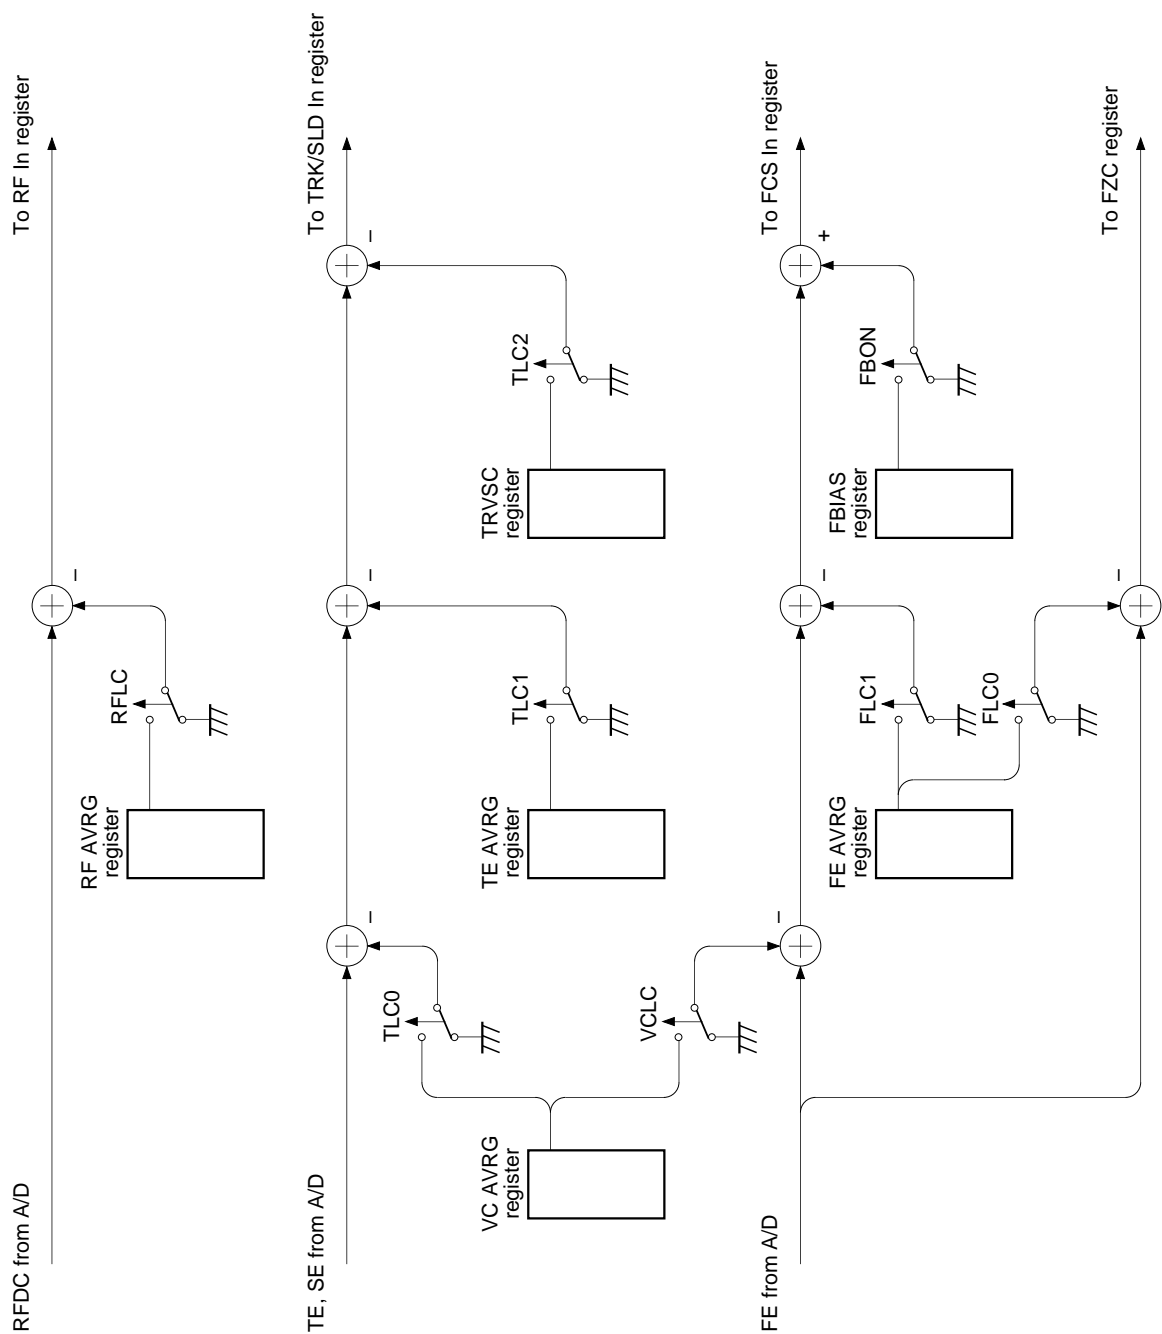 RFDC from A/D
RF AVRG
register
RFLC
−
To RF In register
TE, SE from A/D
VC AVRG
register
TLC0
−
TE AVRG
register
TLC1
−
TRVSC
register
TLC2
−
To TRK/SLD In register
VCLC
−
FE from A/D
FE AVRG
register
FLC1
−
FBIAS
register
FBON
+
To FCS In register
FLC0
−
To FZC register